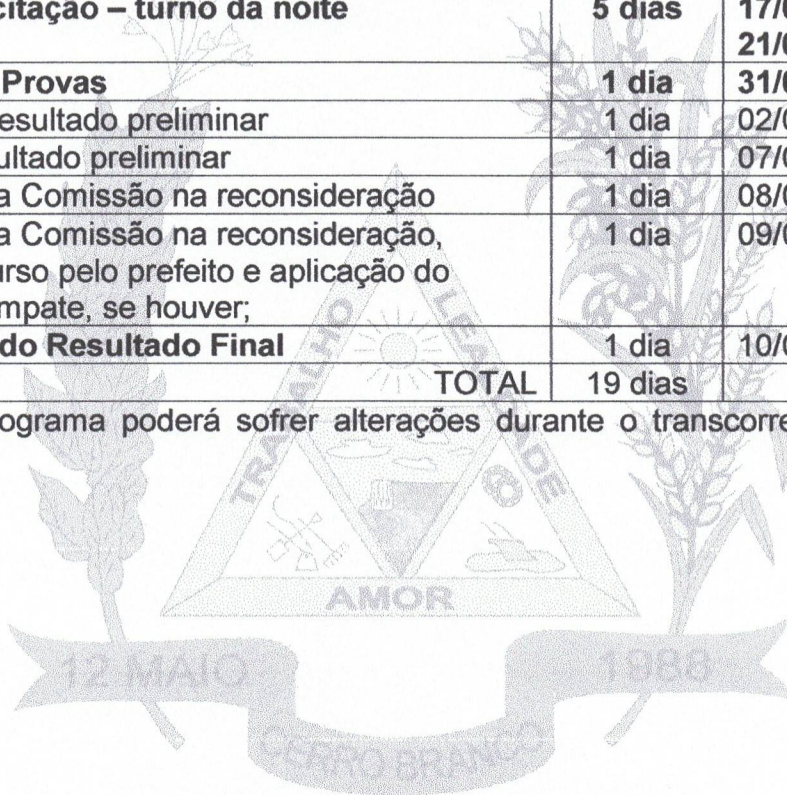 citação – turno da noite 5 dias 17/0
21/0
Provas 1 dia 31/0
esultado preliminar 1 dia 02/0
ultado preliminar 1 dia 07/0
a Comissão na reconsideração 1 dia 08/0
a Comissão na reconsideração, 1 dia 09/0
urso pelo prefeito e aplicação do
mpate, se houver;
do Resultado Final 1 dia 10/0
TOTAL 19 dias
ograma poderá sofrer alterações durante o transcorre
TRABALHO
LEALDADE
AMOR
12 MAIO 1988
CERRO BRANCO